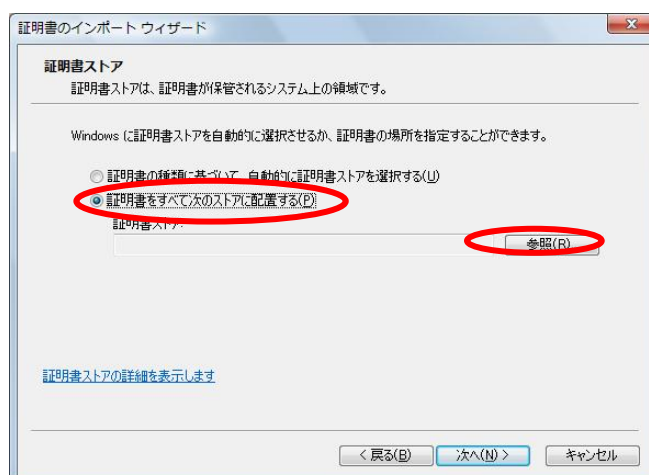 証明書のインポート ウィザード
証明書ストア
証明書ストアは、証明書が保管されるシステム上の領域です。
Windows に証明書ストアを自動的に選択させるか、証明書の場所を指定することができます。
証明書の種類に基づいて、自動的に証明書ストアを選択する(U)
証明書をすべて次のストアに配置する(P)
証明書ストア:
参照(R)
証明書ストアの詳細を表示します
< 戻る(B)
次へ(N) >
キャンセル